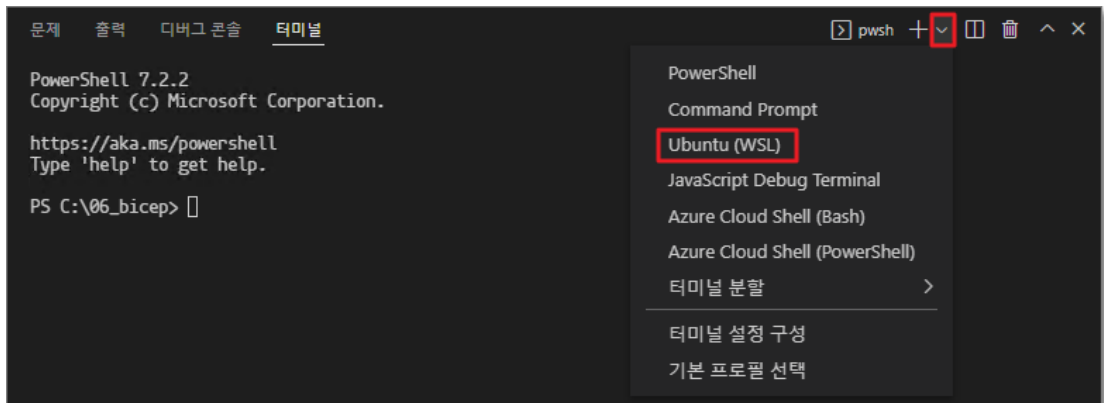 문제 출력 디버그 콘솔 터미널 pwsh
PowerShell 7.2.2
Copyright (c) Microsoft Corporation.
https://aka.ms/powershell
Type 'help' to get help.
PS C:\06_bicep>
PowerShell
Command Prompt
Ubuntu (WSL)
JavaScript Debug Terminal
Azure Cloud Shell (Bash)
Azure Cloud Shell (PowerShell)
터미널 분할
터미널 설정 구성
기본 프로필 선택